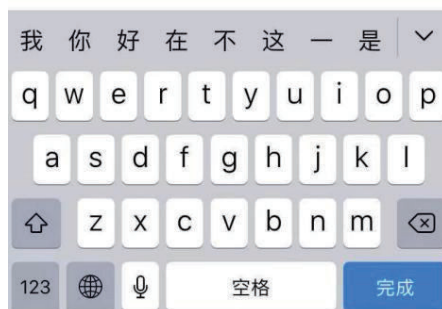 我 你 好 在 不 这 一 是
q w e r t y u i o p
a s d f g h j k l
z x c v b n m
123 空格 完成